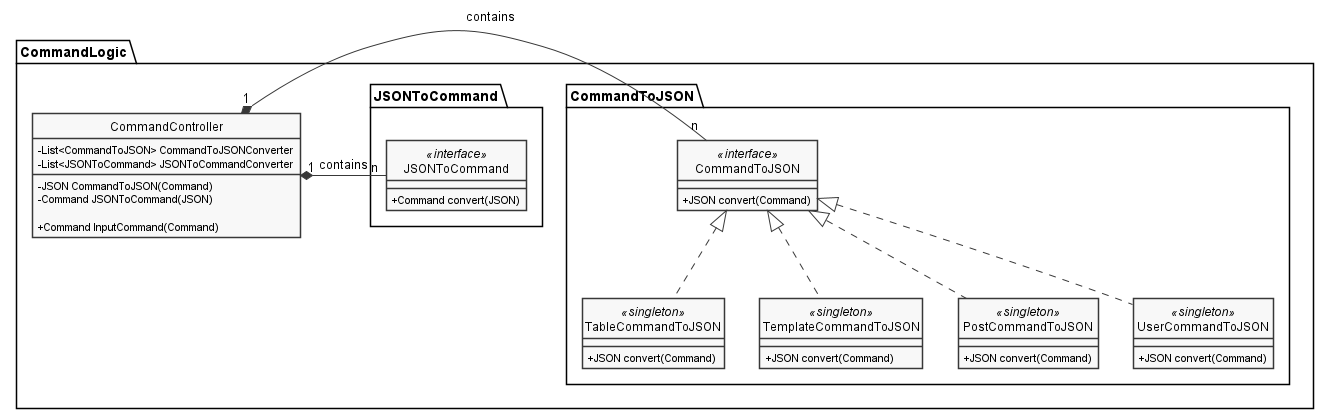 contains
CommandLogic
JSONToCommand
CommandToJSON
1
CommandController
-List<CommandToJSON> CommandToJSONConverter
-List<JSONToCommand> JSONToCommandConverter
-JSON CommandToJSON(Command)
-Command JSONToCommand(JSON)
+Command InputCommand(Command)
1
contains
n
«interface»
JSONToCommand
+Command convert(JSON)
n
«interface»
CommandToJSON
+JSON convert(Command)
«singleton»
TableCommandToJSON
+JSON convert(Command)
«singleton»
TemplateCommandToJSON
+JSON convert(Command)
«singleton»
PostCommandToJSON
+JSON convert(Command)
«singleton»
UserCommandToJSON
+JSON convert(Command)